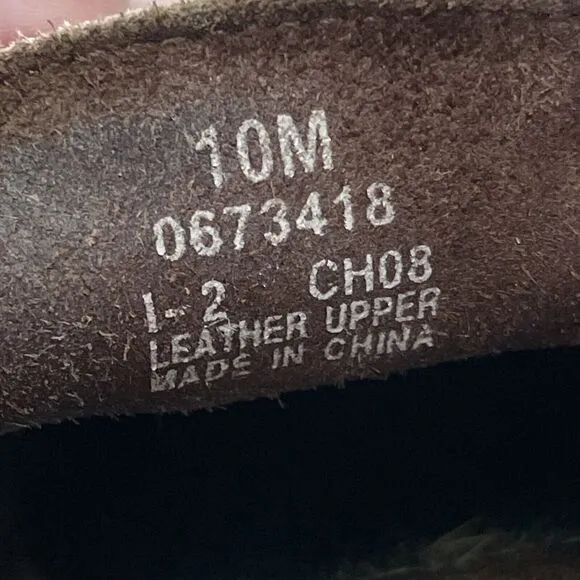 10M
0673418
I-2 CH08
LEATHER UPPER
MADE IN CHINA